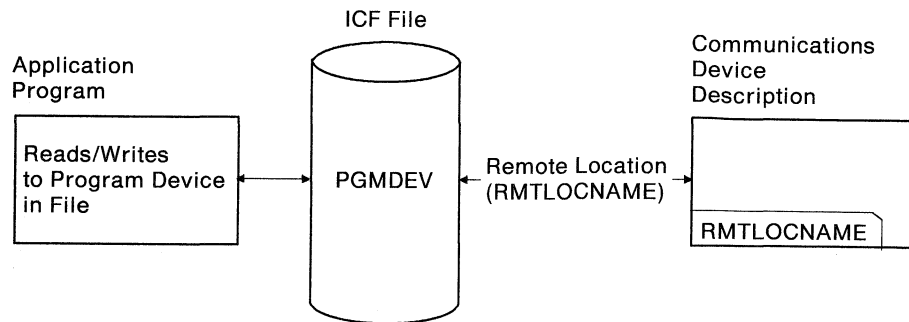 ICF File
Application
Program
Reads/Writes
to Program Device
in File
PGMDEV
Remote Location
(RMTLOCNAME)
Communications
Device
Description
RMTLOCNAME